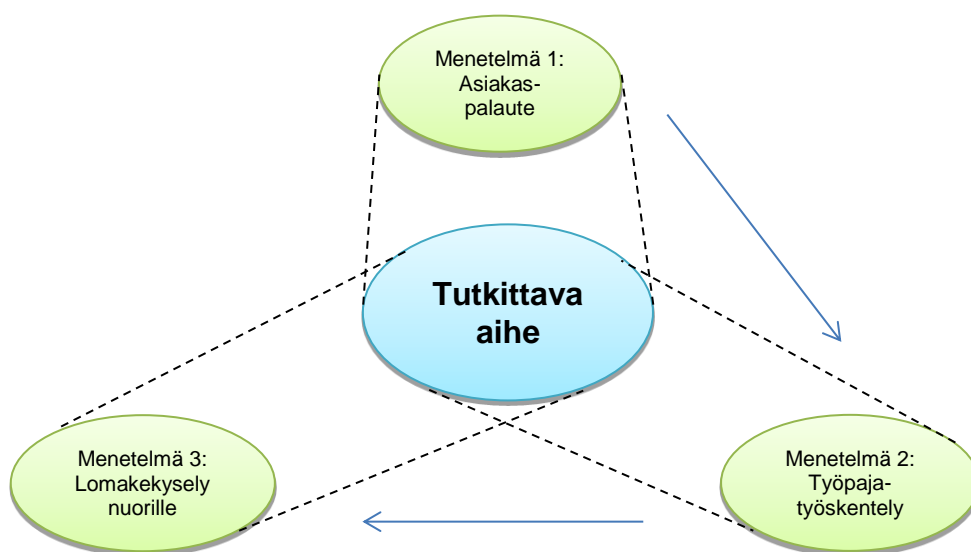 Menetelmä 1:
Asiakas-
palaute
Tutkittava
aihe
Menetelmä 3:
Lomakekysely
nuorille
Menetelmä 2:
Työpaja-
työskentely